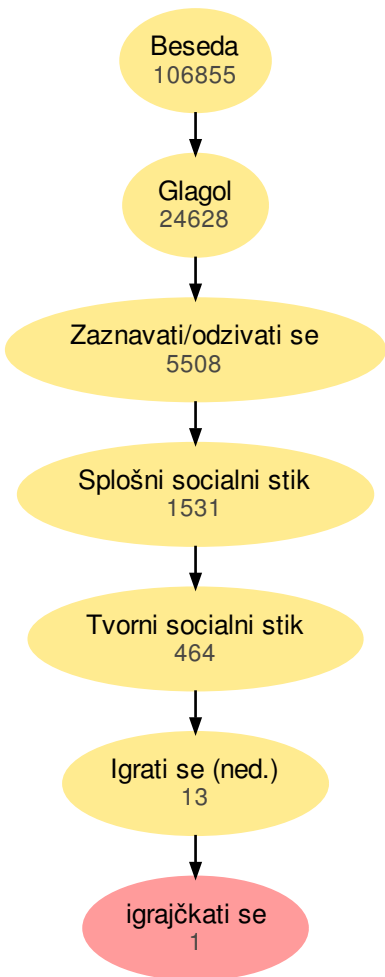 Beseda
106855
Glagol
24628
Zaznavati/odzivati se
5508
Splošni socialni stik
1531
Tvorni socialni stik
464
Igrati se (ned.)
13
igrajčkati se
1